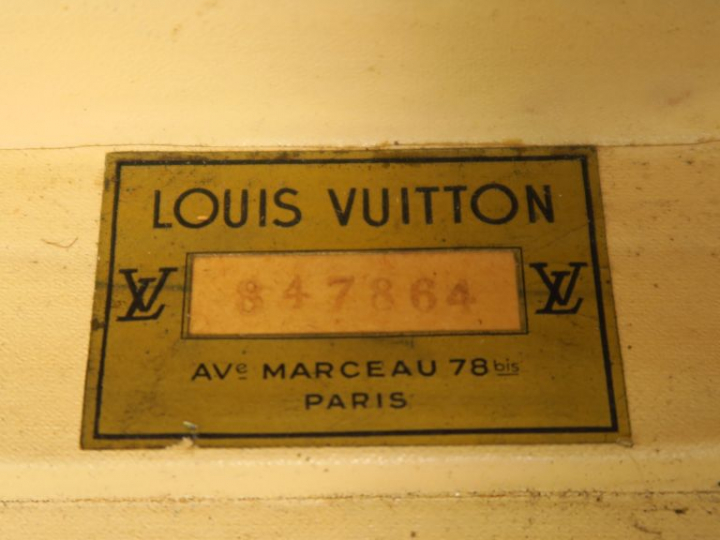 LOUIS VUITTON
LV 847864 LV
AVe MARCEAU 78bis
PARIS